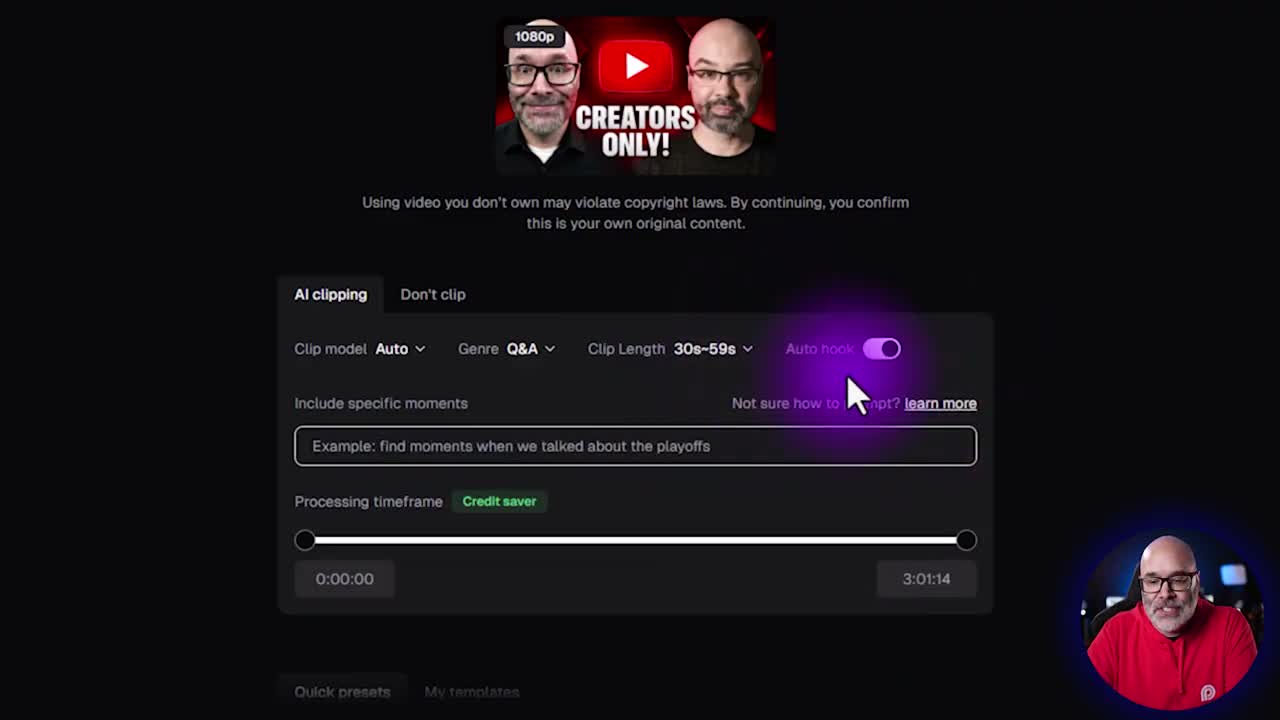 1080p
CREATORS
ONLY!
Using video you don't own may violate copyright laws. By continuing, you confirm
this is your own original content.
AI clipping Don't clip
Clip model Auto Genre Q&A Clip Length 30s~59s Auto hook
Include specific moments Not sure how to learn more
Example: find moments when we talked about the playoffs
Processing timeframe Credit saver
0:00:00 3:01:14
Quick presets My templates